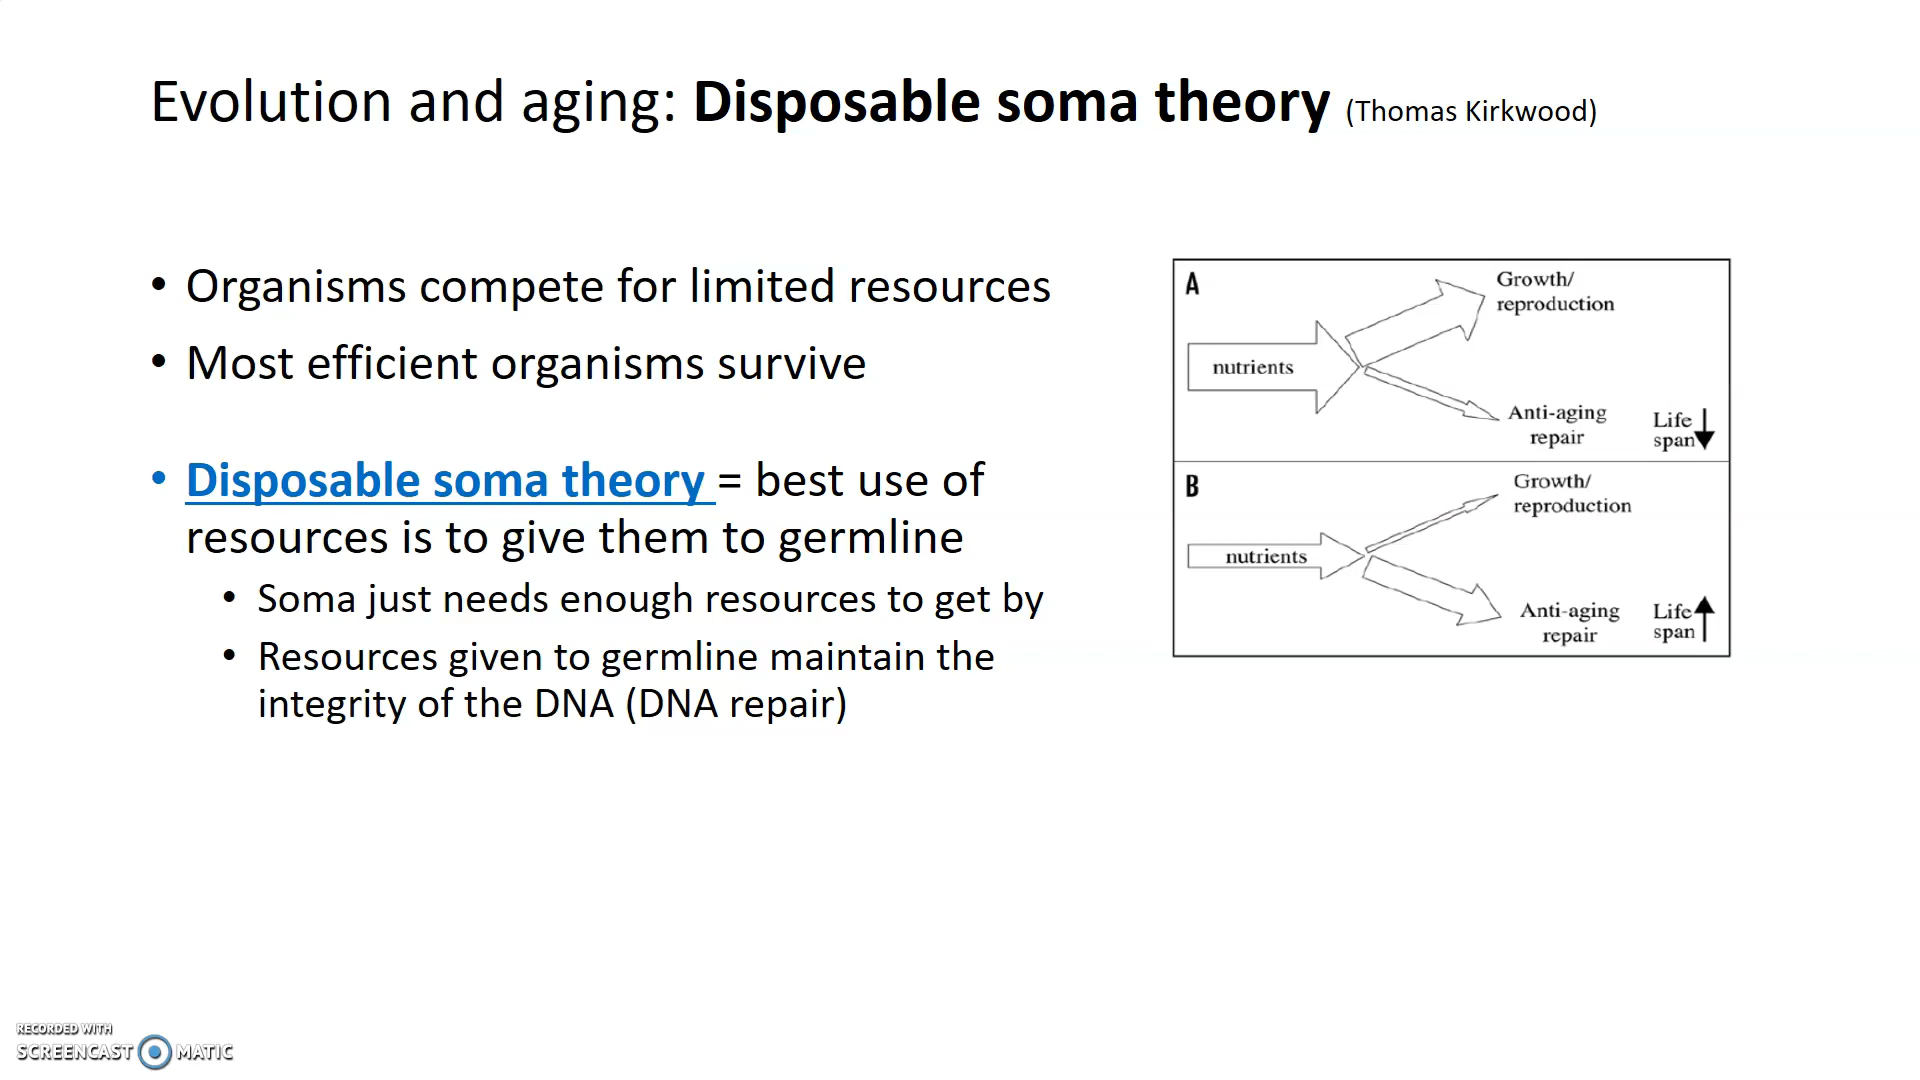 Evolution and aging: Disposable soma theory (Thomas Kirkwood)
• Organisms compete for limited resources
• Most efficient organisms survive
• Disposable soma theory = best use of
resources is to give them to germline
• Soma just needs enough resources to get by
• Resources given to germline maintain the
integrity of the DNA (DNA repair)
A
Growth/
reproduction
nutrients
Anti-aging
repair
Life
span
B
Growth/
reproduction
nutrients
Anti-aging
repair
Life
span
RECORDED WITH
SCREENCAST MATIC